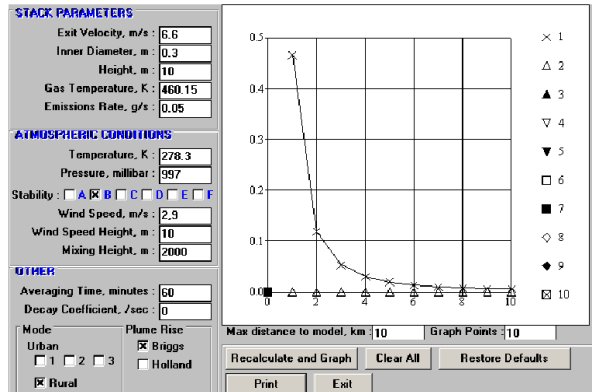 STACK PARAMETERS
Exit Velocity, m/s : 6.6
Inner Diameter, m : 0.3
Height, m : 10
Gas Temperature, K : 460.15
Emissions Rate, g/s : 0.05
ATMOSPHERIC CONDITIONS
Temperature, K : 278.3
Pressure, millibar : 997
Stability : A B C D E F
Wind Speed, m/s : 2,9
Wind Speed Height, m : 10
Mixing Height, m : 2000
OTHER
Averaging Time, minutes : 60
Decay Coefficient, /sec : 0
Mode
Urban
1 2 3
Rural
Plume Rise
Briggs
Holland
0.5
0.4
0.3
0.2
0.1
0.0
0 2 4 6 8 10
1
2
3
4
5
6
7
8
9
10
Max distance to model, km : 10 Graph Points : 10
Recalculate and Graph Clear All Restore Defaults
Print Exit